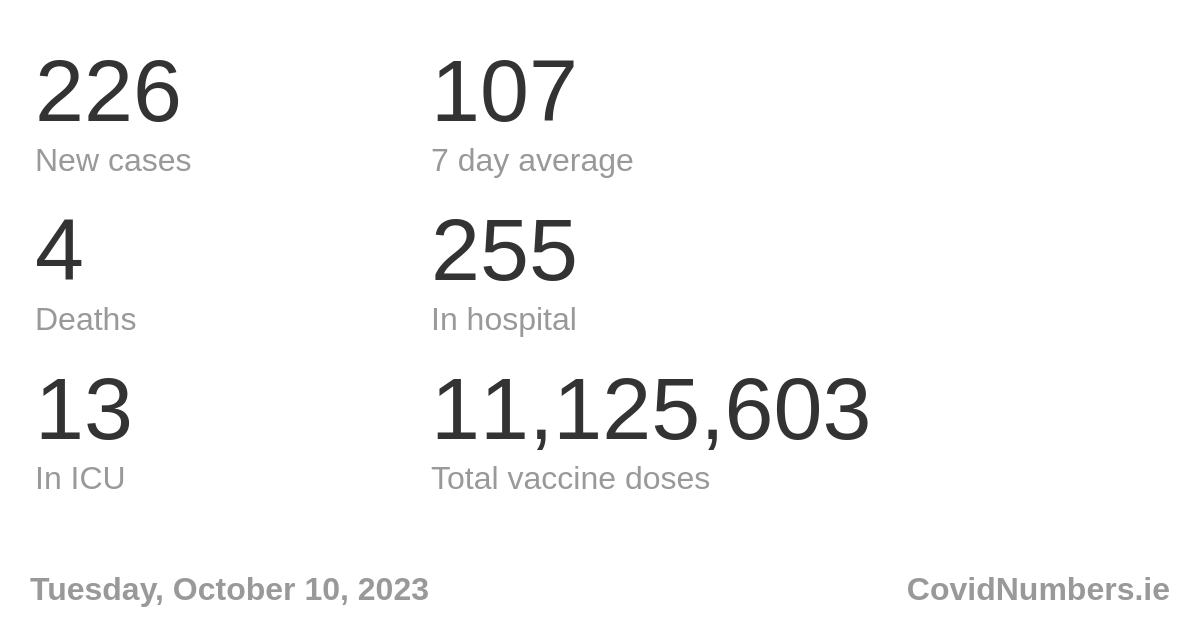 226
New cases
107
7 day average
4
Deaths
255
In hospital
13
In ICU
11,125,603
Total vaccine doses
Tuesday, October 10, 2023
CovidNumbers.ie